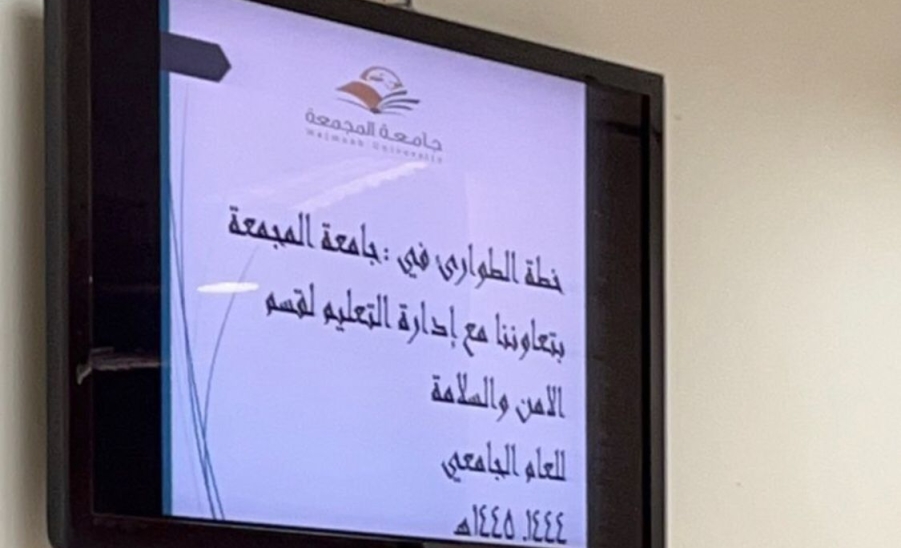 جامعة المجمعة
Majmaah University
خطة الطوارئ في :جامعة المجمعة
بتعاوننا مع إدارة التعليم لقسم
الامن والسلامة
للعام الجامعي
١٤٤٤ـ ١٤٤٥هـ